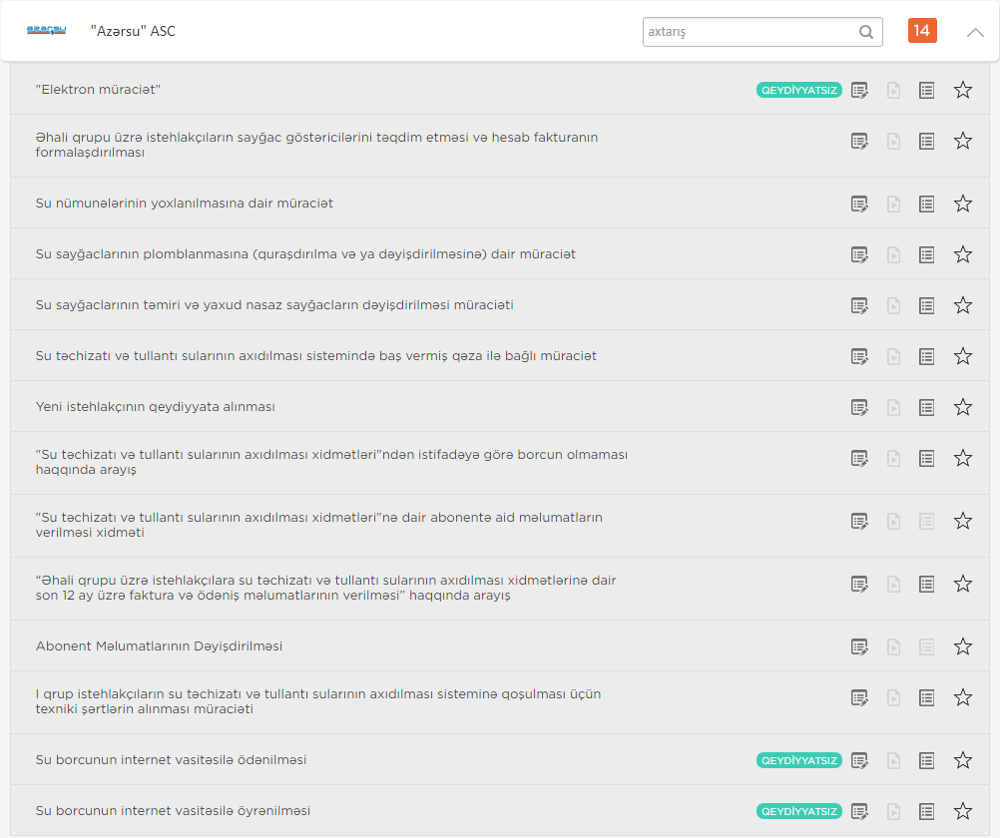 azərsu
"Azərsu" ASC
axtarış
14
"Elektron müraciət"
QEYDİYYATSIZ
Əhali qrupu üzrə istehlakçıların sayğac göstəricilərini təqdim etməsi və hesab fakturanın
formalaşdırılması
Su nümunələrinin yoxlanılmasına dair müraciət
Su sayğaclarının plomblanmasına (quraşdırılma və ya dəyişdirilməsinə) dair müraciət
Su sayğaclarının təmiri və yaxud nasaz sayğacların dəyişdirilməsi müraciəti
Su təchizatı və tullantı sularının axıdılması sistemində baş vermiş qəza ilə bağlı müraciət
Yeni istehlakçının qeydiyyata alınması
"Su təchizatı və tullantı sularının axıdılması xidmətləri"ndən istifadəyə görə borcun olmaması
haqqında arayış
"Su təchizatı və tullantı sularının axıdılması xidmətləri"nə dair abonentə aid məlumatların
verilməsi xidməti
“Əhali qrupu üzrə istehlakçılara su təchizatı və tullantı sularının axıdılması xidmətlərinə dair
son 12 ay üzrə faktura və ödəniş məlumatlarının verilməsi” haqqında arayış
Abonent Məlumatlarının Dəyişdirilməsi
I qrup istehlakçıların su təchizatı və tullantı sularının axıdılması sisteminə qoşulması üçün
texniki şərtlərin alınması müraciəti
Su borcunun internet vasitəsilə ödənilməsi
QEYDİYYATSIZ
Su borcunun internet vasitəsilə öyrənilməsi
QEYDİYYATSIZ